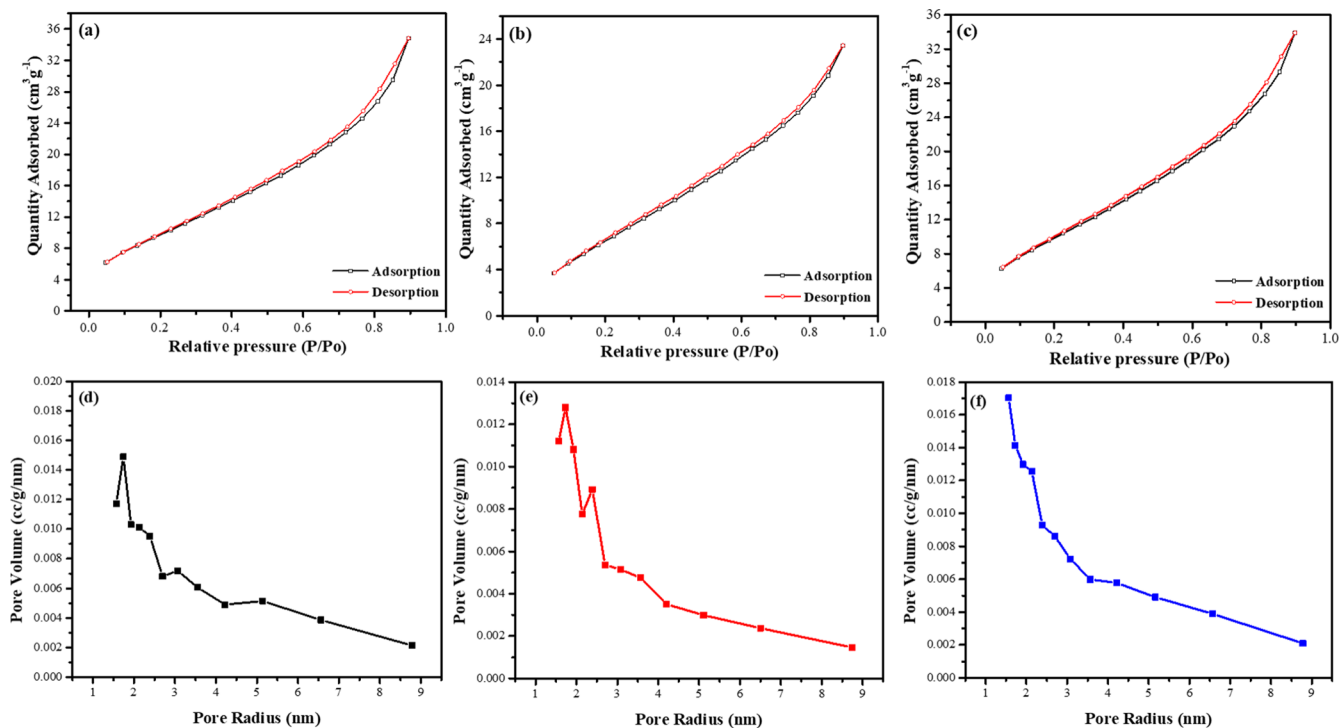 (a)
Quantity Adsorbed (cm³g⁻¹)
36
32
28
24
20
16
12
8
4
0.0 0.2 0.4 0.6 0.8 1.0
Adsorption
Desorption
Relative pressure (P/Po)
(b)
Quantity Adsorbed (cm³g⁻¹)
24
20
16
12
8
4
0
0.0 0.2 0.4 0.6 0.8 1.0
Adsorption
Desorption
Relative pressure (P/Po)
(c)
Quantity Adsorbed (cm³g⁻¹)
36
32
28
24
20
16
12
8
4
0
0.0 0.2 0.4 0.6 0.8 1.0
Adsorption
Desorption
Relative pressure (P/Po)
(d)
Pore Volume (cc/g/nm)
0.020
0.018
0.016
0.014
0.012
0.010
0.008
0.006
0.004
0.002
0.000
1 2 3 4 5 6 7 8 9
Pore Radius (nm)
(e)
Pore Volume (cc/g/nm)
0.014
0.012
0.010
0.008
0.006
0.004
0.002
0.000
1 2 3 4 5 6 7 8 9
Pore Radius (nm)
(f)
Pore Volume (cc/g/nm)
0.018
0.016
0.014
0.012
0.010
0.008
0.006
0.004
0.002
0.000
1 2 3 4 5 6 7 8 9
Pore Radius (nm)